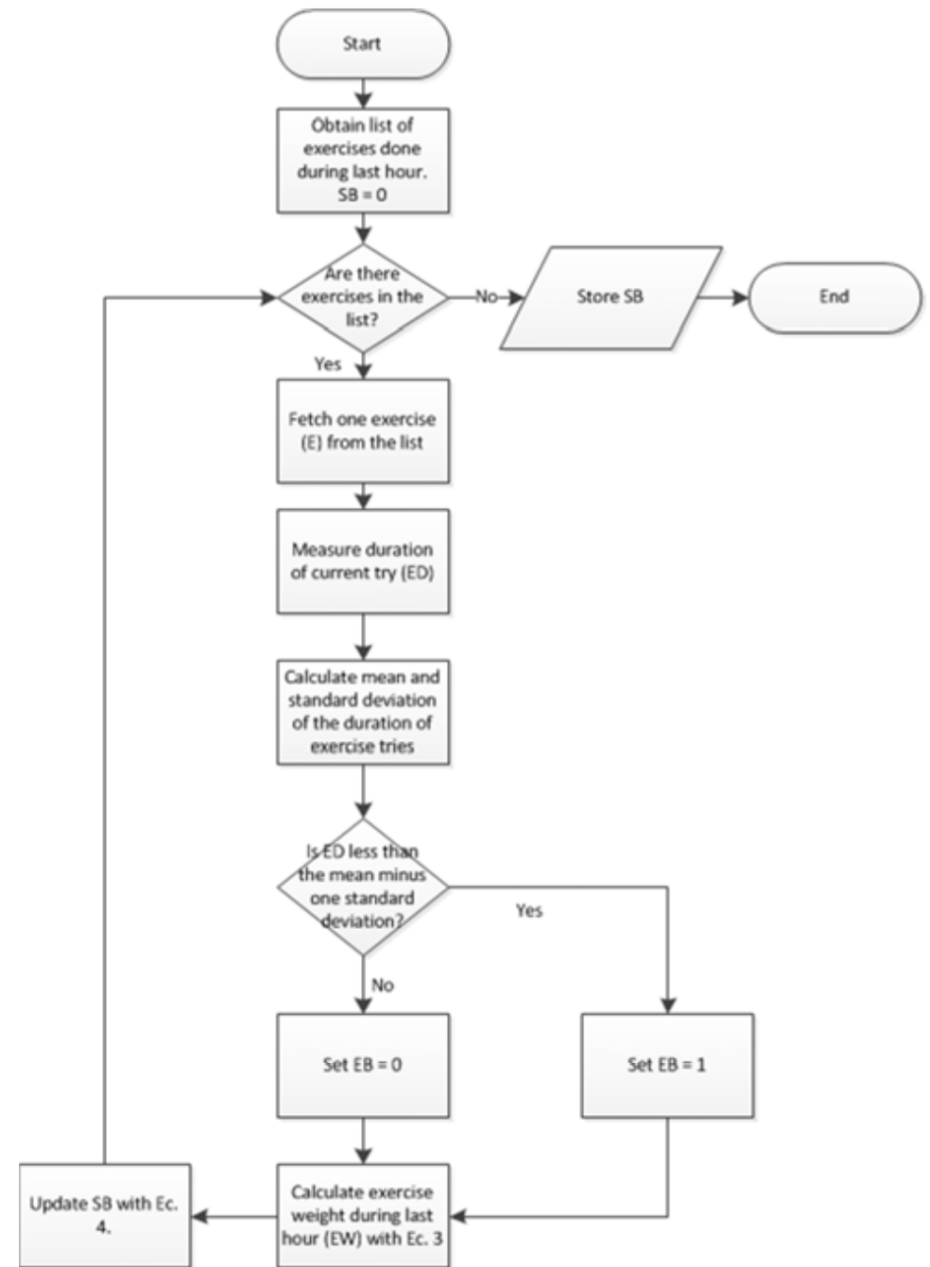 Start
Obtain list of
exercises done
during last hour.
SB = 0
Are there
exercises in the
list?
No
Store SB
End
Yes
Fetch one exercise
(E) from the list
Measure duration
of current try (ED)
Calculate mean and
standard deviation
of the duration of
exercise tries
Is ED less than
the mean minus
one standard
deviation?
Yes
No
Set EB = 0
Set EB = 1
Update SB with Ec.
4.
Calculate exercise
weight during last
hour (EW) with Ec. 3